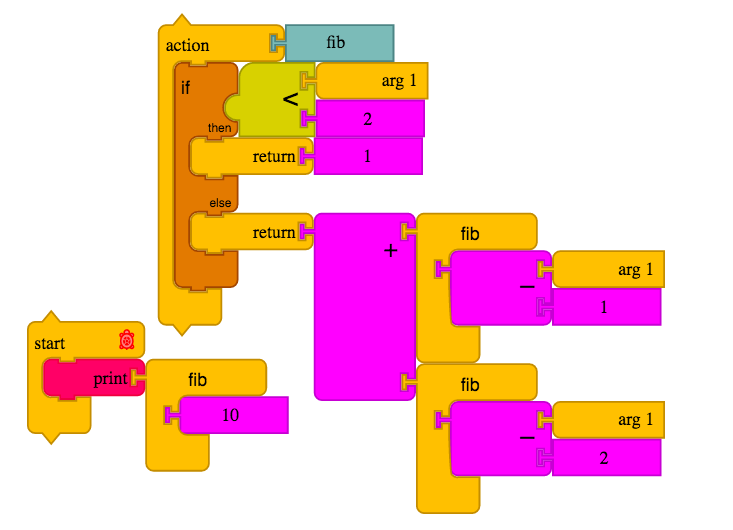 action fib
if < arg 1
2
then
return 1
else
return + fib
− arg 1
1
start
print fib
10
fib
− arg 1
2